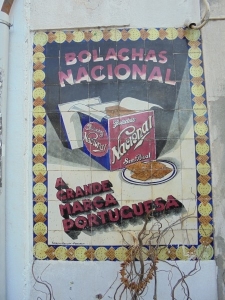 BOLACHAS
NACIONAL
Nacional
A
GRANDE
MARCA
PORTUGUESA